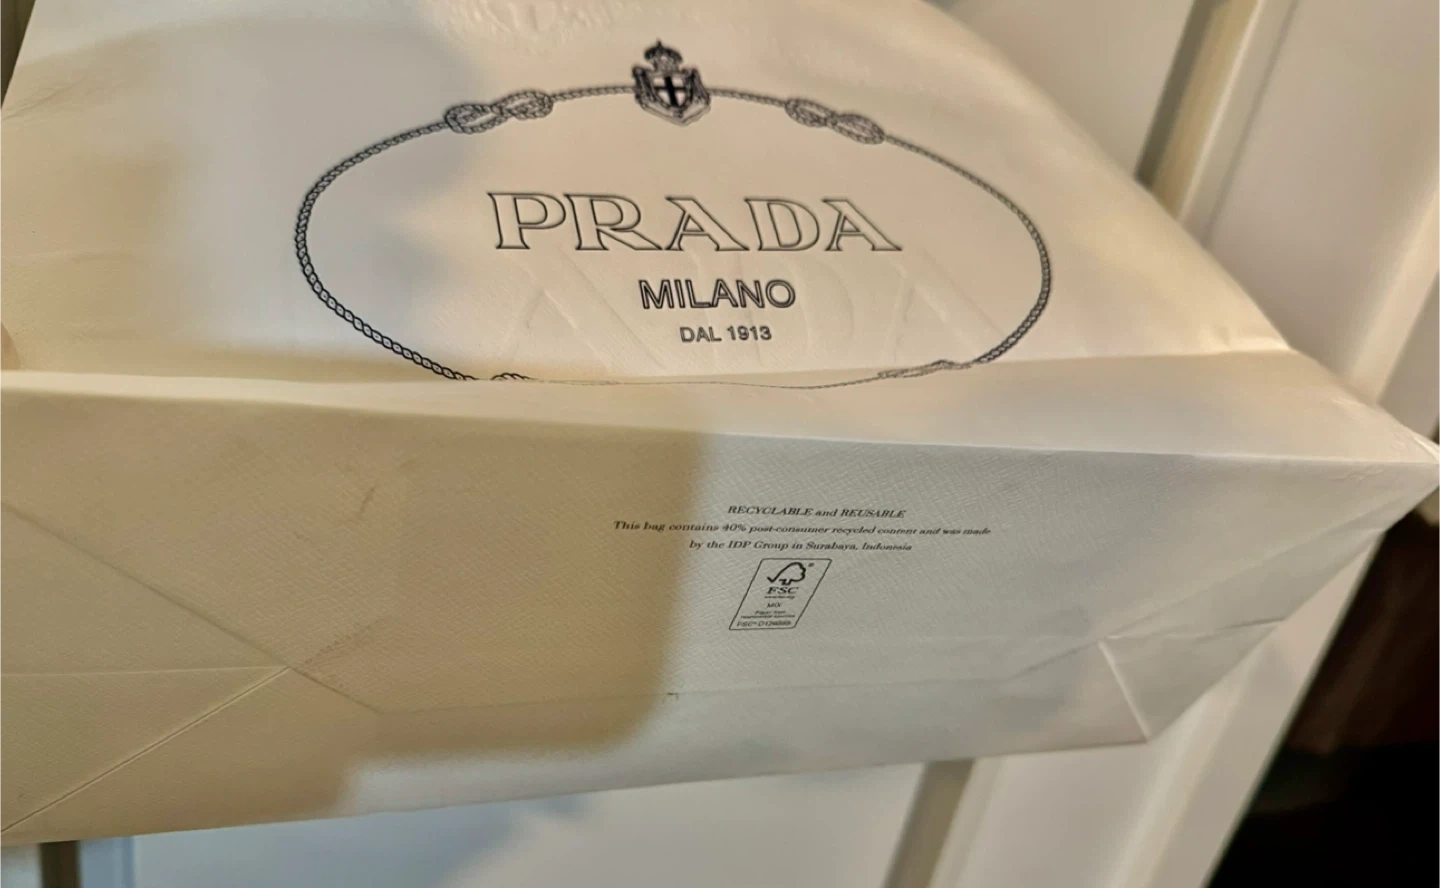 PRADA
MILANO
DAL 1913
RECYCLABLE and REUSABLE
This bag contains 40% post-consumer recycled content and was made
by the IDP Group in Surabaya, Indonesia
FSC
MIX